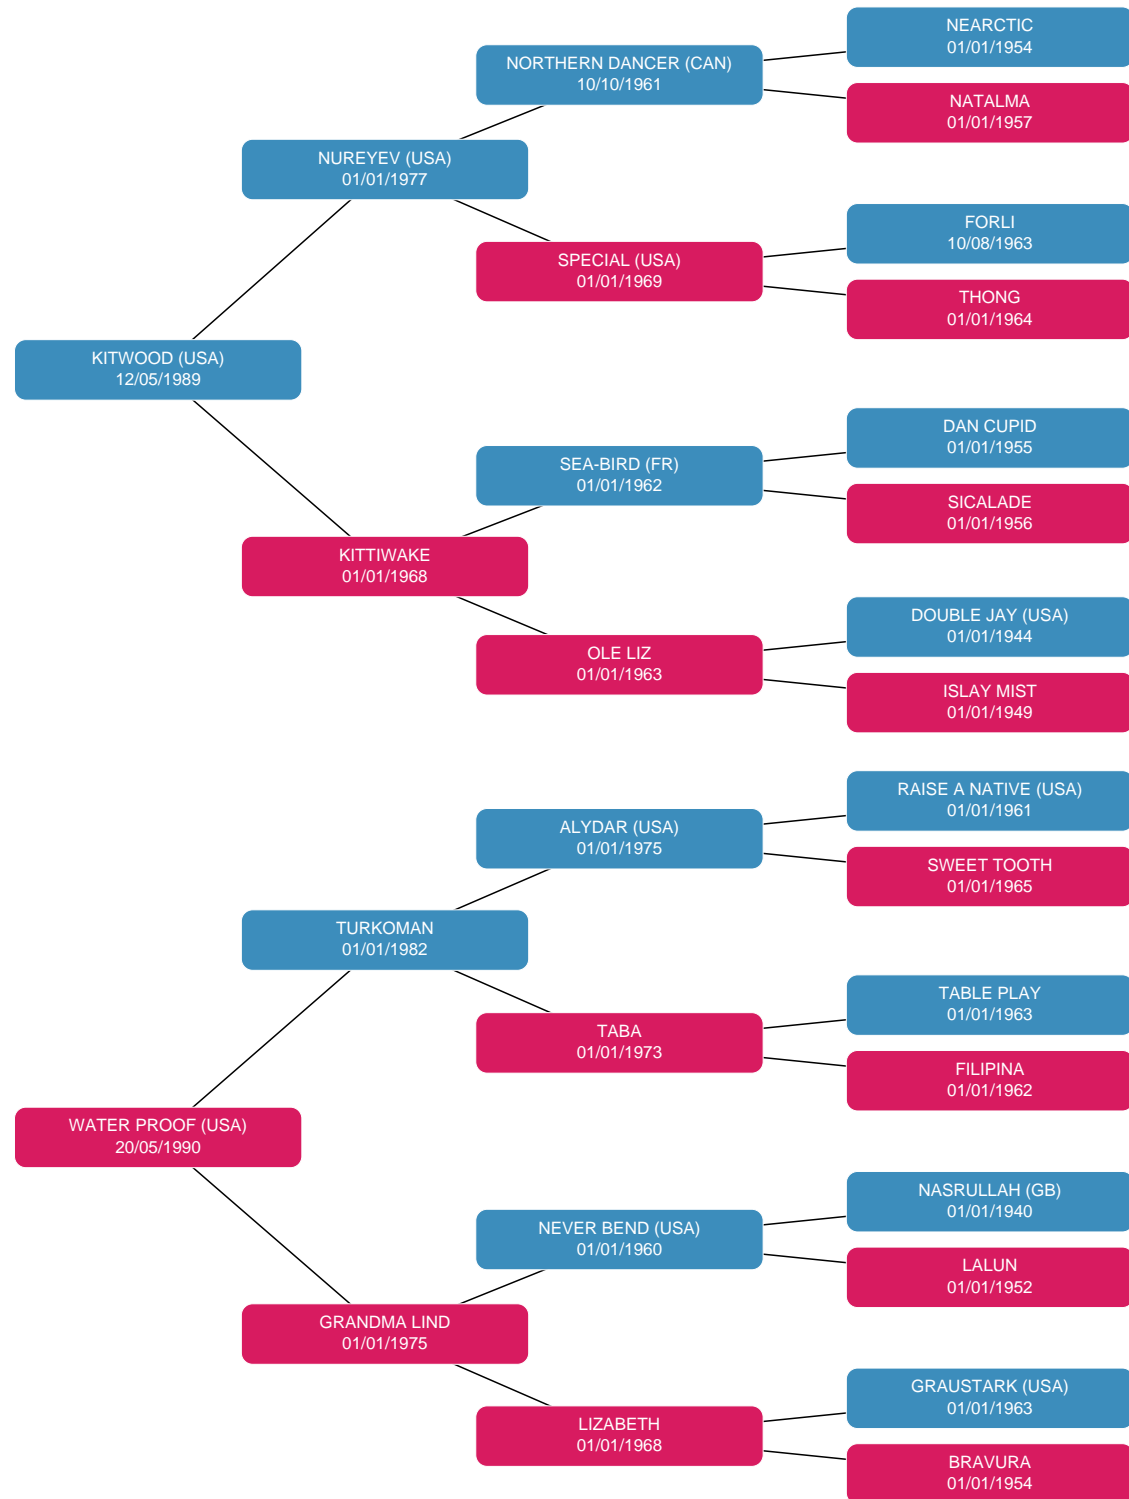 NEARCTIC
01/01/1954
NORTHERN DANCER (CAN)
10/10/1961
NATALMA
01/01/1957
NUREYEV (USA)
01/01/1977
FORLI
10/08/1963
SPECIAL (USA)
01/01/1969
THONG
01/01/1964
KITWOOD (USA)
12/05/1989
DAN CUPID
01/01/1955
SEA-BIRD (FR)
01/01/1962
SICALADE
01/01/1956
KITTIWAKE
01/01/1968
DOUBLE JAY (USA)
01/01/1944
OLE LIZ
01/01/1963
ISLAY MIST
01/01/1949
RAISE A NATIVE (USA)
01/01/1961
ALYDAR (USA)
01/01/1975
SWEET TOOTH
01/01/1965
TURKOMAN
01/01/1982
TABLE PLAY
01/01/1963
TABA
01/01/1973
FILIPINA
01/01/1962
WATER PROOF (USA)
20/05/1990
NASRULLAH (GB)
01/01/1940
NEVER BEND (USA)
01/01/1960
LALUN
01/01/1952
GRANDMA LIND
01/01/1975
GRAUSTARK (USA)
01/01/1963
LIZABETH
01/01/1968
BRAVURA
01/01/1954